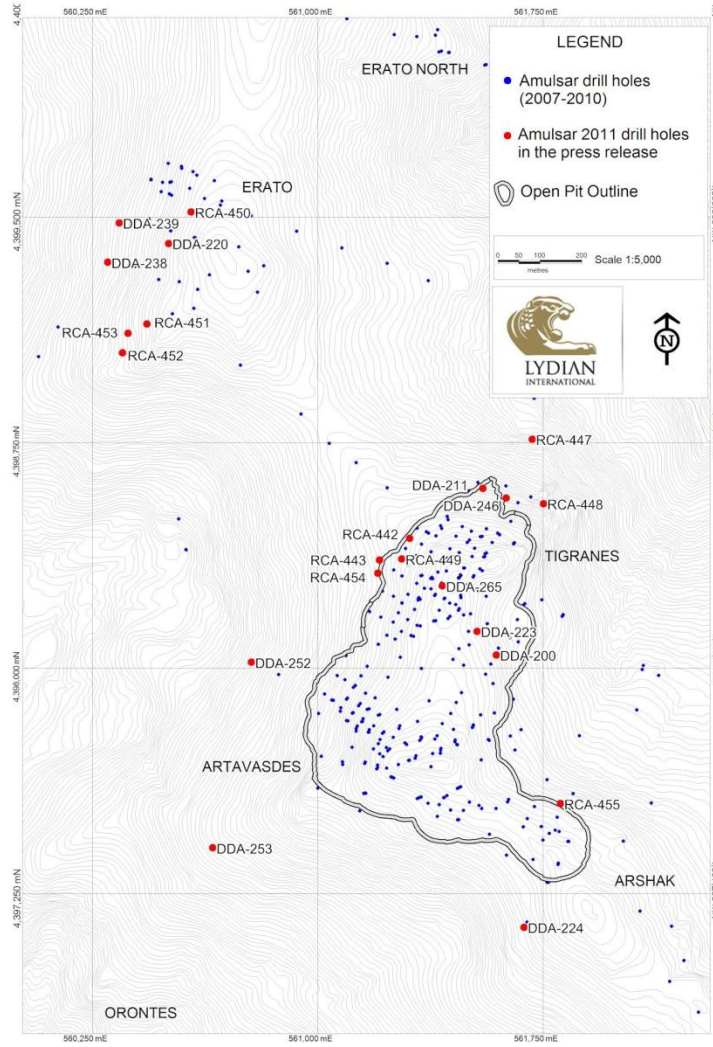 560,250 mE
561,000 mE
561,750 mE
ERATO NORTH
LEGEND
Amulsar drill holes
(2007-2010)
Amulsar 2011 drill holes
in the press release
Open Pit Outline
0 50 100 200
metres
Scale 1:5,000
LYDIAN
INTERNATIONAL
N
ERATO
RCA-450
4,399,500 mN
DDA-239
DDA-220
DDA-238
RCA-451
RCA-453
RCA-452
4,398,750 mN
RCA-447
DDA-211
DDA-246
RCA-448
RCA-442
TIGRANES
RCA-443
RCA-449
RCA-454
DDA-265
DDA-223
DDA-200
4,398,000 mN
DDA-252
ARTAVASDES
RCA-455
DDA-253
ARSHAK
4,397,250 mN
DDA-224
ORONTES
560,250 mE
561,000 mE
561,750 mE